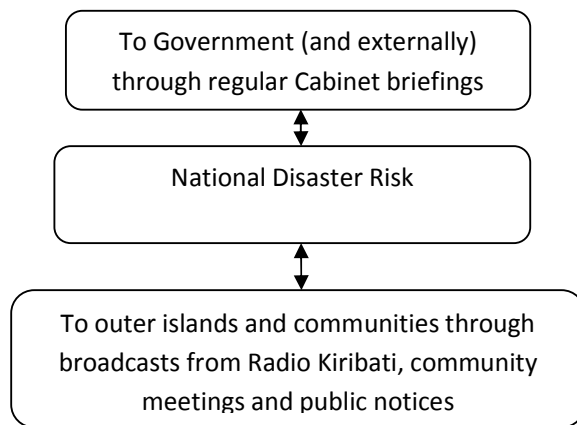 To Government (and externally)
through regular Cabinet briefings
National Disaster Risk
To outer islands and communities through
broadcasts from Radio Kiribati, community
meetings and public notices